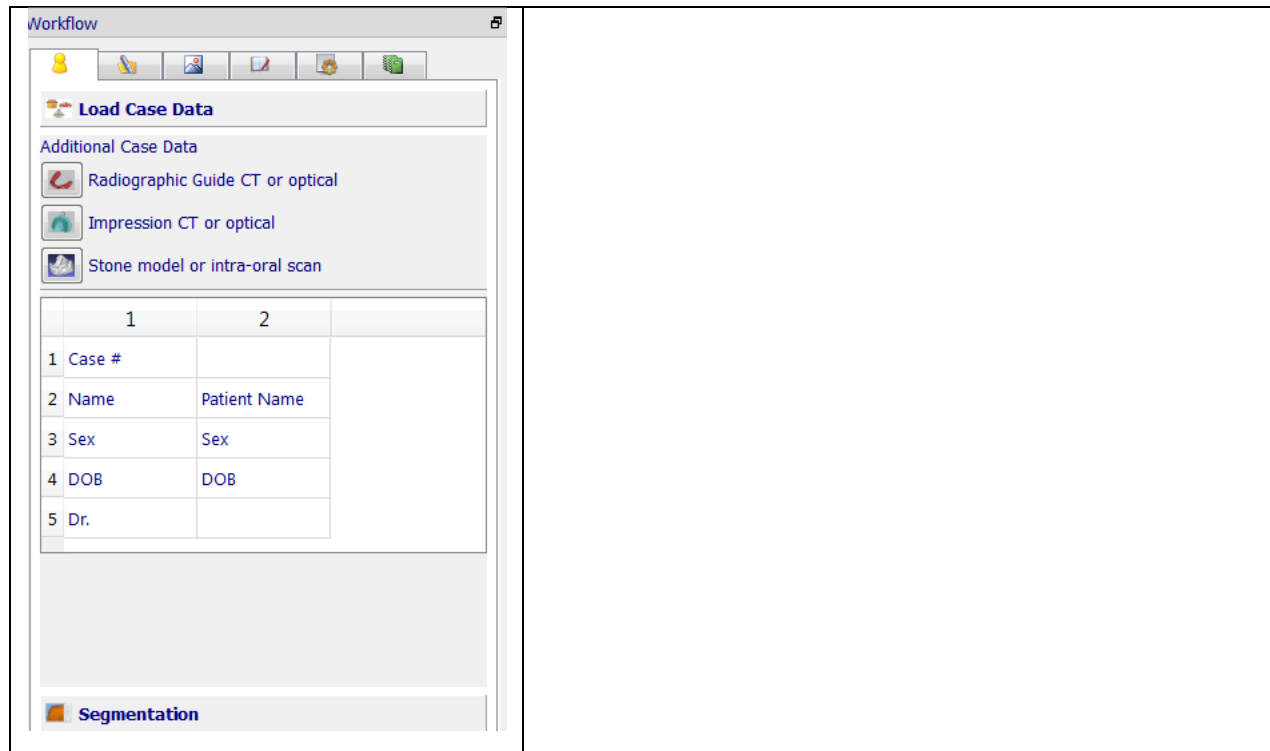 Workflow
Load Case Data
Additional Case Data
Radiographic Guide CT or optical
Impression CT or optical
Stone model or intra-oral scan
1 2
1 Case #
2 Name Patient Name
3 Sex Sex
4 DOB DOB
5 Dr.
Segmentation